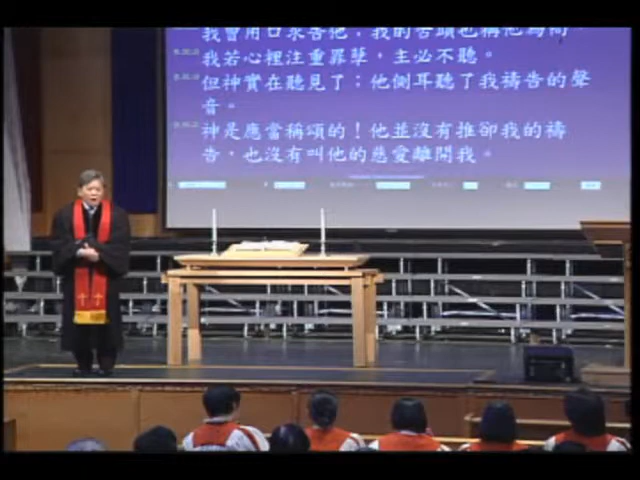 我曾用口求告他；我的舌頭也稱他為高。
我若心裡注重罪孽，主必不聽。
但神實在聽見了；他側耳聽了我禱告的聲
音。
神是應當稱頌的！他並沒有推卻我的禱
告，也沒有叫他的慈愛離開我。